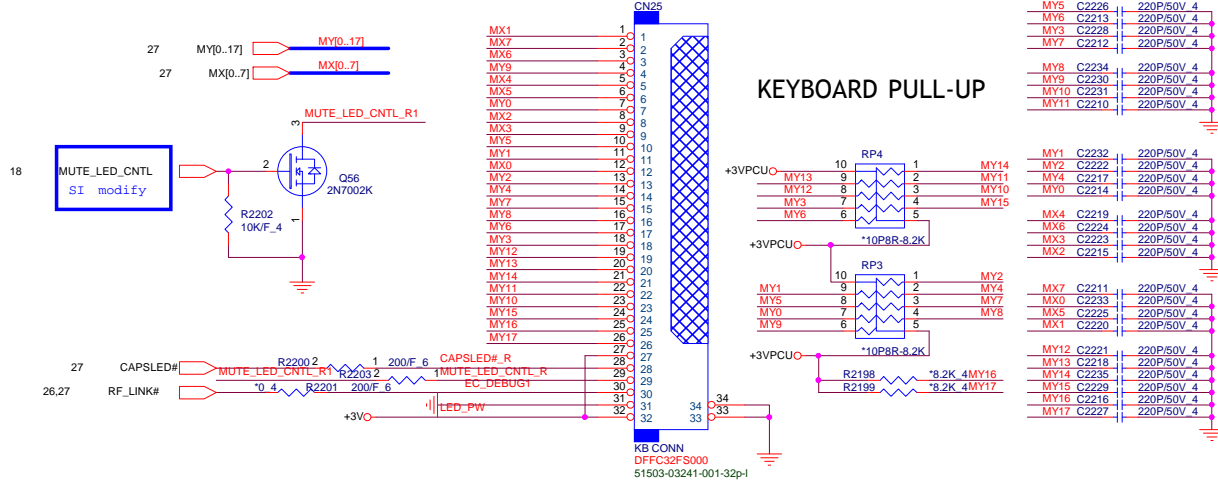 27 MY[0..17] MY[0..17]
27 MX[0..7] MX[0..7]
MUTE_LED_CNTL_R1
3
18 MUTE_LED_CNTL
SI modify
2
1
Q56
2N7002K
R2202
10K/F_4
27 CAPSLED# R2200 2 1 200/F_6 CAPSLED#_R
MUTE_LED_CNTL_R1 R2203 2 1 MUTE_LED_CNTL_R
26,27 RF_LINK# *0_4 R2201 200/F_6 EC_DEBUG1
LED_PW
+3V
CN25
MX1 1 1
MX7 2 2
MX6 3 3
MY9 4 4
MX4 5 5
MX5 6 6
MY0 7 7
MX2 8 8
MX3 9 9
MY5 10 10
MY1 11 11
MX0 12 12
MY2 13 13
MY4 14 14
MY7 15 15
MY8 16 16
MY6 17 17
MY3 18 18
MY12 19 19
MY13 20 20
MY14 21 21
MY11 22 22
MY10 23 23
MY15 24 24
MY16 25 25
MY17 26 26
27 27
28 28
29 29
30 30
31 31
32 32
34 34
33 33
KB CONN
DFFC32FS000
51503-03241-001-32p-l
KEYBOARD PULL-UP
RP4
+3VPCU 10 1 MY14
MY13 9 2 MY11
MY12 8 3 MY10
MY3 7 4 MY15
MY6 6 5
+3VPCU *10P8R-8.2K
RP3
10 1 MY2
MY1 9 2 MY4
MY5 8 3 MY7
MY0 7 4 MY8
MY9 6 5
+3VPCU *10P8R-8.2K
R2198 *8.2K_4 MY16
R2199 *8.2K_4 MY17
MY5 C2226 220P/50V_4
MY6 C2213 220P/50V_4
MY3 C2228 220P/50V_4
MY7 C2212 220P/50V_4
MY8 C2234 220P/50V_4
MY9 C2230 220P/50V_4
MY10 C2231 220P/50V_4
MY11 C2210 220P/50V_4
MY1 C2232 220P/50V_4
MY2 C2222 220P/50V_4
MY4 C2217 220P/50V_4
MY0 C2214 220P/50V_4
MX4 C2219 220P/50V_4
MX6 C2224 220P/50V_4
MX3 C2223 220P/50V_4
MX2 C2215 220P/50V_4
MX7 C2211 220P/50V_4
MX0 C2233 220P/50V_4
MX5 C2225 220P/50V_4
MX1 C2220 220P/50V_4
MY12 C2221 220P/50V_4
MY13 C2218 220P/50V_4
MY14 C2235 220P/50V_4
MY15 C2229 220P/50V_4
MY16 C2216 220P/50V_4
MY17 C2227 220P/50V_4